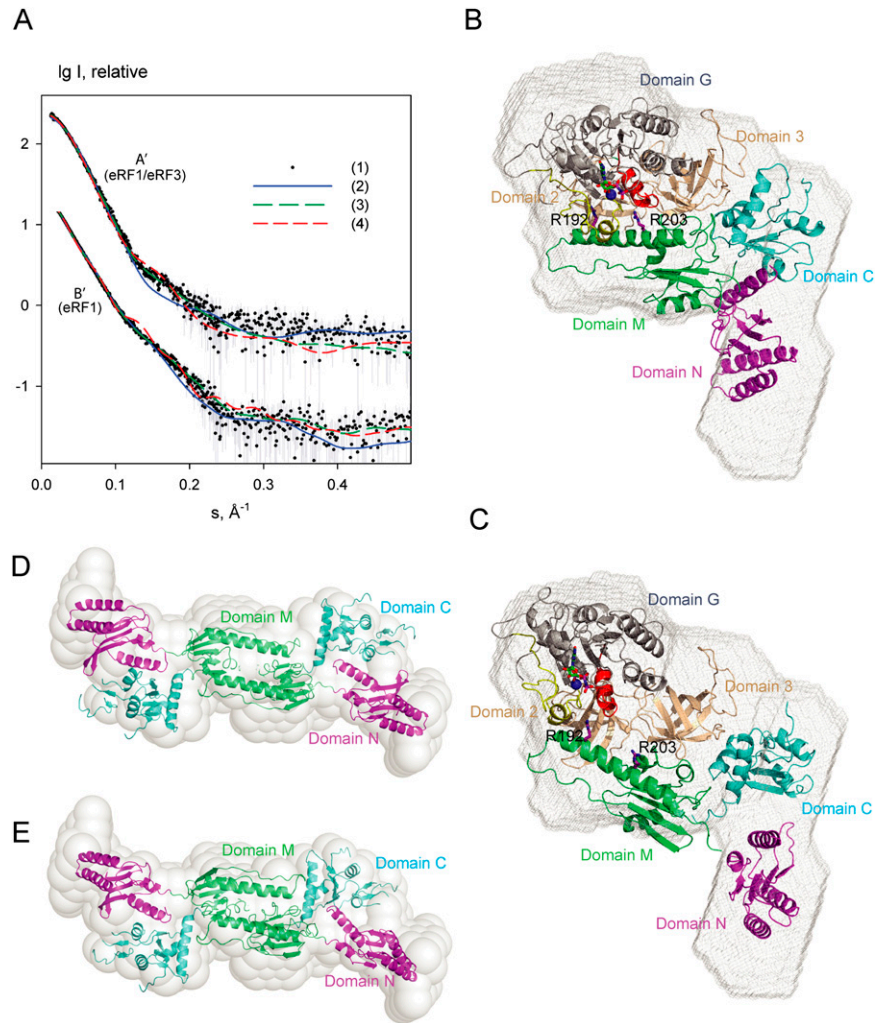 A
lg I, relative
2
1
0
-1
0.0 0.1 0.2 0.3 0.4
s, Å⁻¹
A′
(eRF1/eRF3)
B′
(eRF1)
(1)
(2)
(3)
(4)
B
Domain G
Domain 3
Domain 2
R192
R203
Domain C
Domain M
Domain N
C
Domain G
Domain 3
Domain 2
R192
R203
Domain C
Domain M
Domain N
D
Domain M
Domain C
Domain N
E
Domain M
Domain C
Domain N